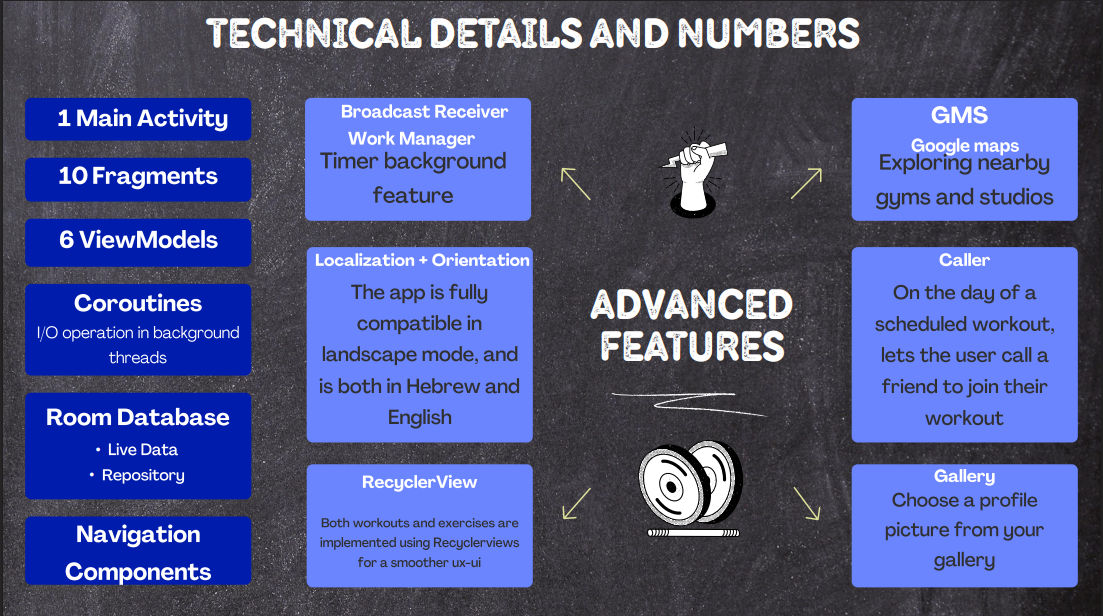 TECHNICAL DETAILS AND NUMBERS
1 Main Activity
10 Fragments
6 ViewModels
Coroutines
I/O operation in background
threads
Room Database
• Live Data
• Repository
Navigation
Components
Broadcast Receiver
Work Manager
Timer background
feature
Localization + Orientation
The app is fully
compatible in
landscape mode, and
is both in Hebrew and
English
RecyclerView
Both workouts and exercises are
implemented using Recyclerviews
for a smoother ux-ui
ADVANCED
FEATURES
GMS
Google maps
Exploring nearby
gyms and studios
Caller
On the day of a
scheduled workout,
lets the user call a
friend to join their
workout
Gallery
Choose a profile
picture from your
gallery